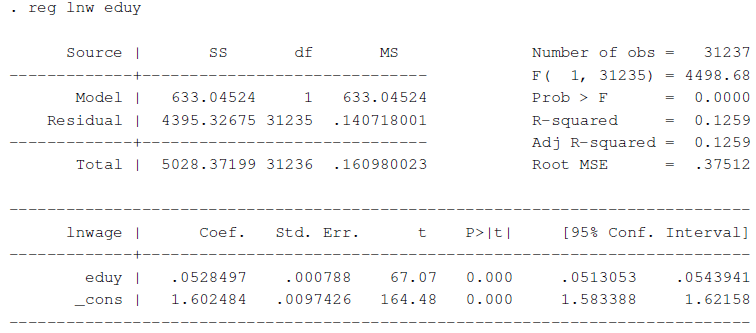 . reg lnw eduy
Source | SS df MS Number of obs = 31237
-------------+------------------------------ F( 1, 31235) = 4498.68
Model | 633.04524 1 633.04524 Prob > F = 0.0000
Residual | 4395.32675 31235 .140718001 R-squared = 0.1259
-------------+------------------------------ Adj R-squared = 0.1259
Total | 5028.37199 31236 .160980023 Root MSE = .37512
------------------------------------------------------------------------------
lnwage | Coef. Std. Err. t P>|t| [95% Conf. Interval]
-------------+----------------------------------------------------------------
eduy | .0528497 .000788 67.07 0.000 .0513053 .0543941
_cons | 1.602484 .0097426 164.48 0.000 1.583388 1.62158
------------------------------------------------------------------------------